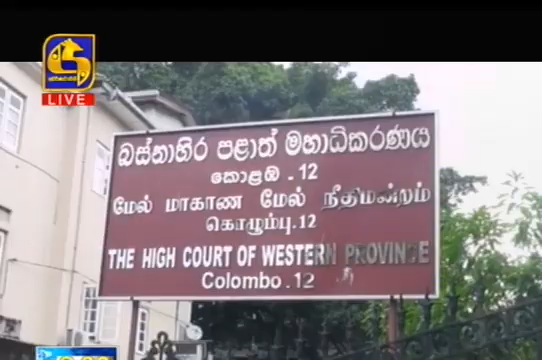 LIVE
බස්නාහිර පළාත් මහාධිකරණය
කොළඹ . 12
மேல் மாகாண மேல் நீதிமன்றம்
கொழும்பு.12
THE HIGH COURT OF WESTERN PROVINCE
Colombo . 12